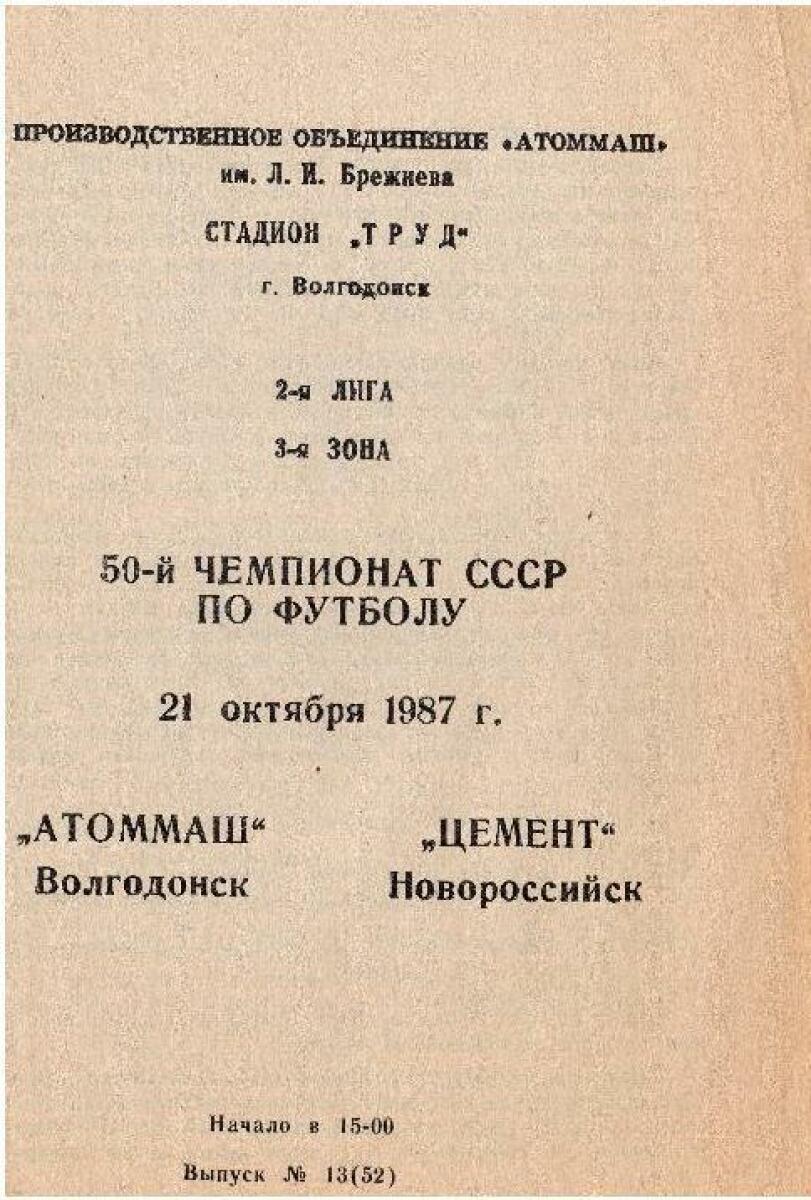 ПРОИЗВОДСТВЕННОЕ ОБЪЕДИНЕНИЕ «АТОММАШ»
им. Л. И. Брежнева
СТАДИОН „ТРУД“
г. Волгодонск
2-я ЛИГА
3-я ЗОНА
50-й ЧЕМПИОНАТ СССР
ПО ФУТБОЛУ
21 октября 1987 г.
„АТОММАШ“ „ЦЕМЕНТ“
Волгодонск Новороссийск
Начало в 15-00
Выпуск № 13(52)